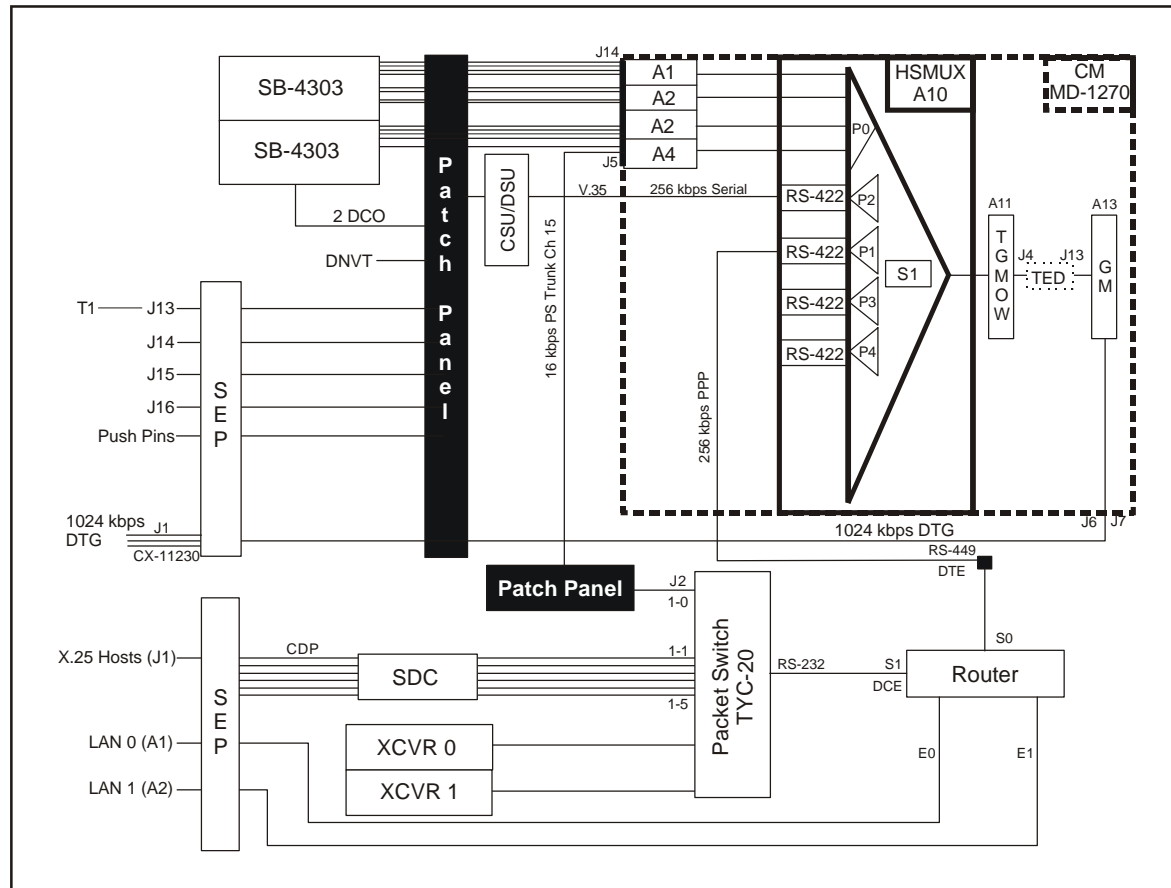 J14
HSMUX
A10
CM
MD-1270
SB-4303
SB-4303
A1
A2
A2
A4
J5
P0
Patch Panel
CSU/DSU
V.35
256 kbps Serial
RS-422
P2
RS-422
P1
RS-422
P3
RS-422
P4
S1
A11
TGMOW
J4
J13
TED
A13
GM
2 DCO
DNVT
16 kbps PS Trunk Ch 15
256 kbps PPP
T1
J13
J14
J15
J16
Push Pins
SEP
1024 kbps
DTG
J1
CX-11230
1024 kbps DTG
J6
J7
RS-449
DTE
Patch Panel
J2
1-0
S0
X.25 Hosts (J1)
CDP
SDC
1-1
1-5
Packet Switch
TYC-20
RS-232
S1
DCE
Router
SEP
LAN 0 (A1)
LAN 1 (A2)
XCVR 0
XCVR 1
E0
E1